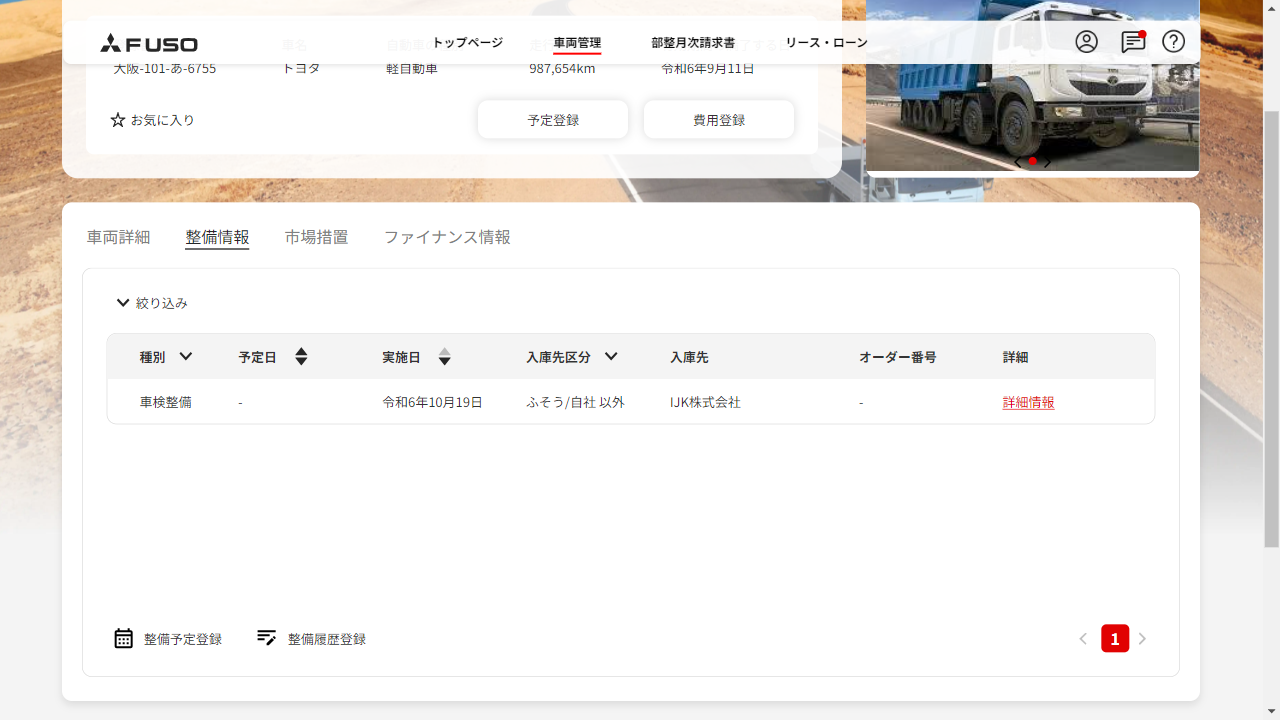 FUSO
トップページ
車両管理
部整月次請求書
リース・ローン
大阪-101-あ-6755
トヨタ
軽自動車
987,654km
令和6年9月11日
お気に入り
予定登録
費用登録
車両詳細
整備情報
市場措置
ファイナンス情報
絞り込み
種別
予定日
実施日
入庫先区分
入庫先
オーダー番号
詳細
車検整備
-
令和6年10月19日
ふそう/自社 以外
IJK株式会社
-
詳細情報
整備予定登録
整備履歴登録
1